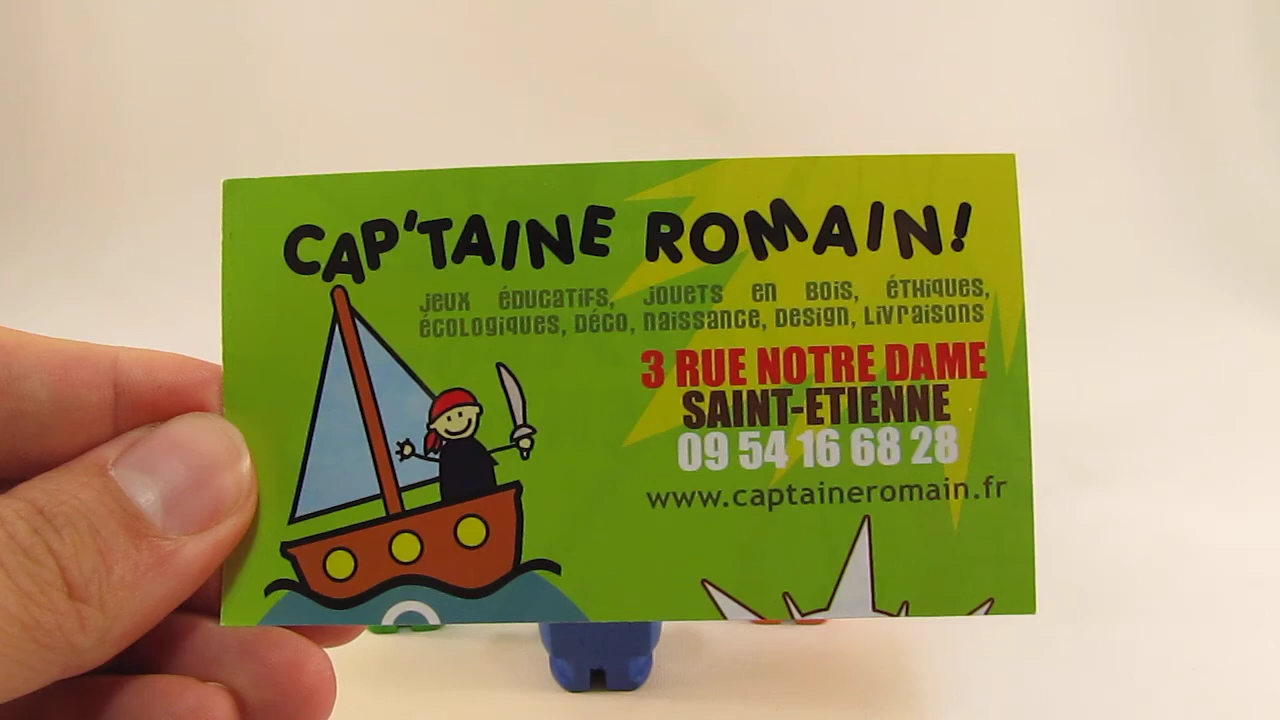 CAP'TAINE ROMAIN!
Jeux éducatifs, jouets en bois, éthiques,
écologiques, déco, naissance, design, livraisons
3 RUE NOTRE DAME
SAINT-ETIENNE
09 54 16 68 28
www.captaineromain.fr